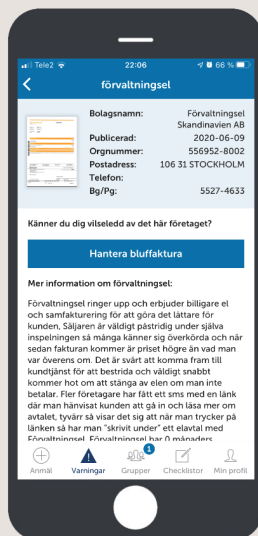 Tele2 22:06 66 %
förvaltningsel
Bolagsnamn: Förvaltningsel
Skandinavien AB
Publicerad: 2020-06-09
Orgnummer: 556952-8002
Postadress: 106 31 STOCKHOLM
Telefon:
Bg/Pg: 5527-4633
Känner du dig vilseledd av det här företaget?
Hantera bluffaktura
Mer information om förvaltningsel:
Förvaltningsel ringer upp och erbjuder billigare el
och samfakturering för att göra det lättare för
kunden, Säljaren är väldigt påstridig under själva
inspelningen så många känner sig överkörda och när
sedan fakturan kommer är priset högre än vad man
var överens om. Det är svårt att komma fram till
kundtjänst för att bestrida och väldigt snabbt
kommer hot om att stänga av elen om man inte
betalar. Fler företagare har fått ett sms med en länk
där man hänvisat kunden att gå in och läsa mer om
avtalet, tyvärr så visar det sig att när man trycker på
länken så har man "skrivit under" ett elavtal med
Förvaltningsel. Förvaltningsel har 0 månaders
1
Anmäl Varningar Grupper Checklistor Min profil